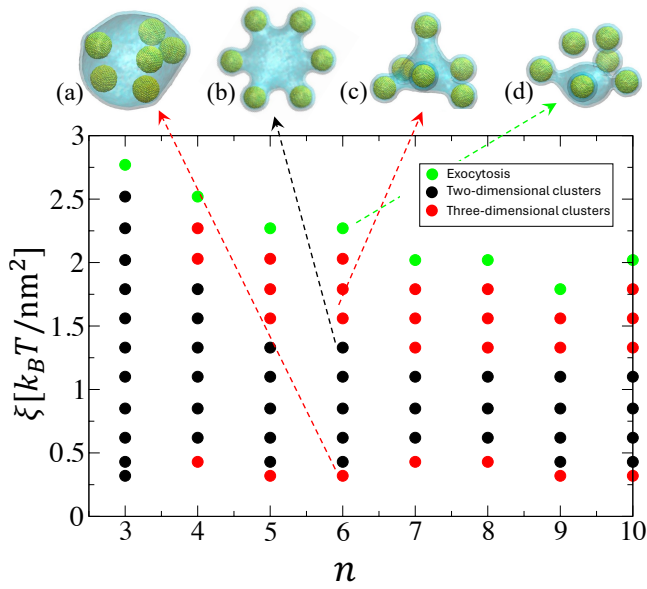 (a)
(b)
(c)
(d)
Exocytosis
Two-dimensional clusters
Three-dimensional clusters
ξ[k_BT/nm²]
3
2.5
2
1.5
1
0.5
0
3 4 5 6 7 8 9 10
n